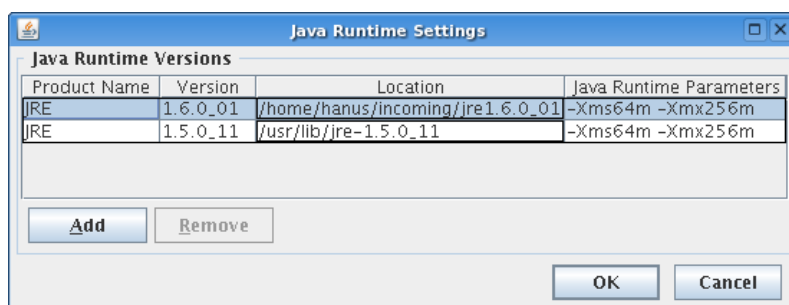 Java Runtime Settings
Java Runtime Versions
Product Name Version Location Java Runtime Parameters
JRE 1.6.0_01 /home/hanus/incoming/jre1.6.0_01 -Xms64m -Xmx256m
JRE 1.5.0_11 /usr/lib/jre-1.5.0_11 -Xms64m -Xmx256m
Add Remove
OK Cancel